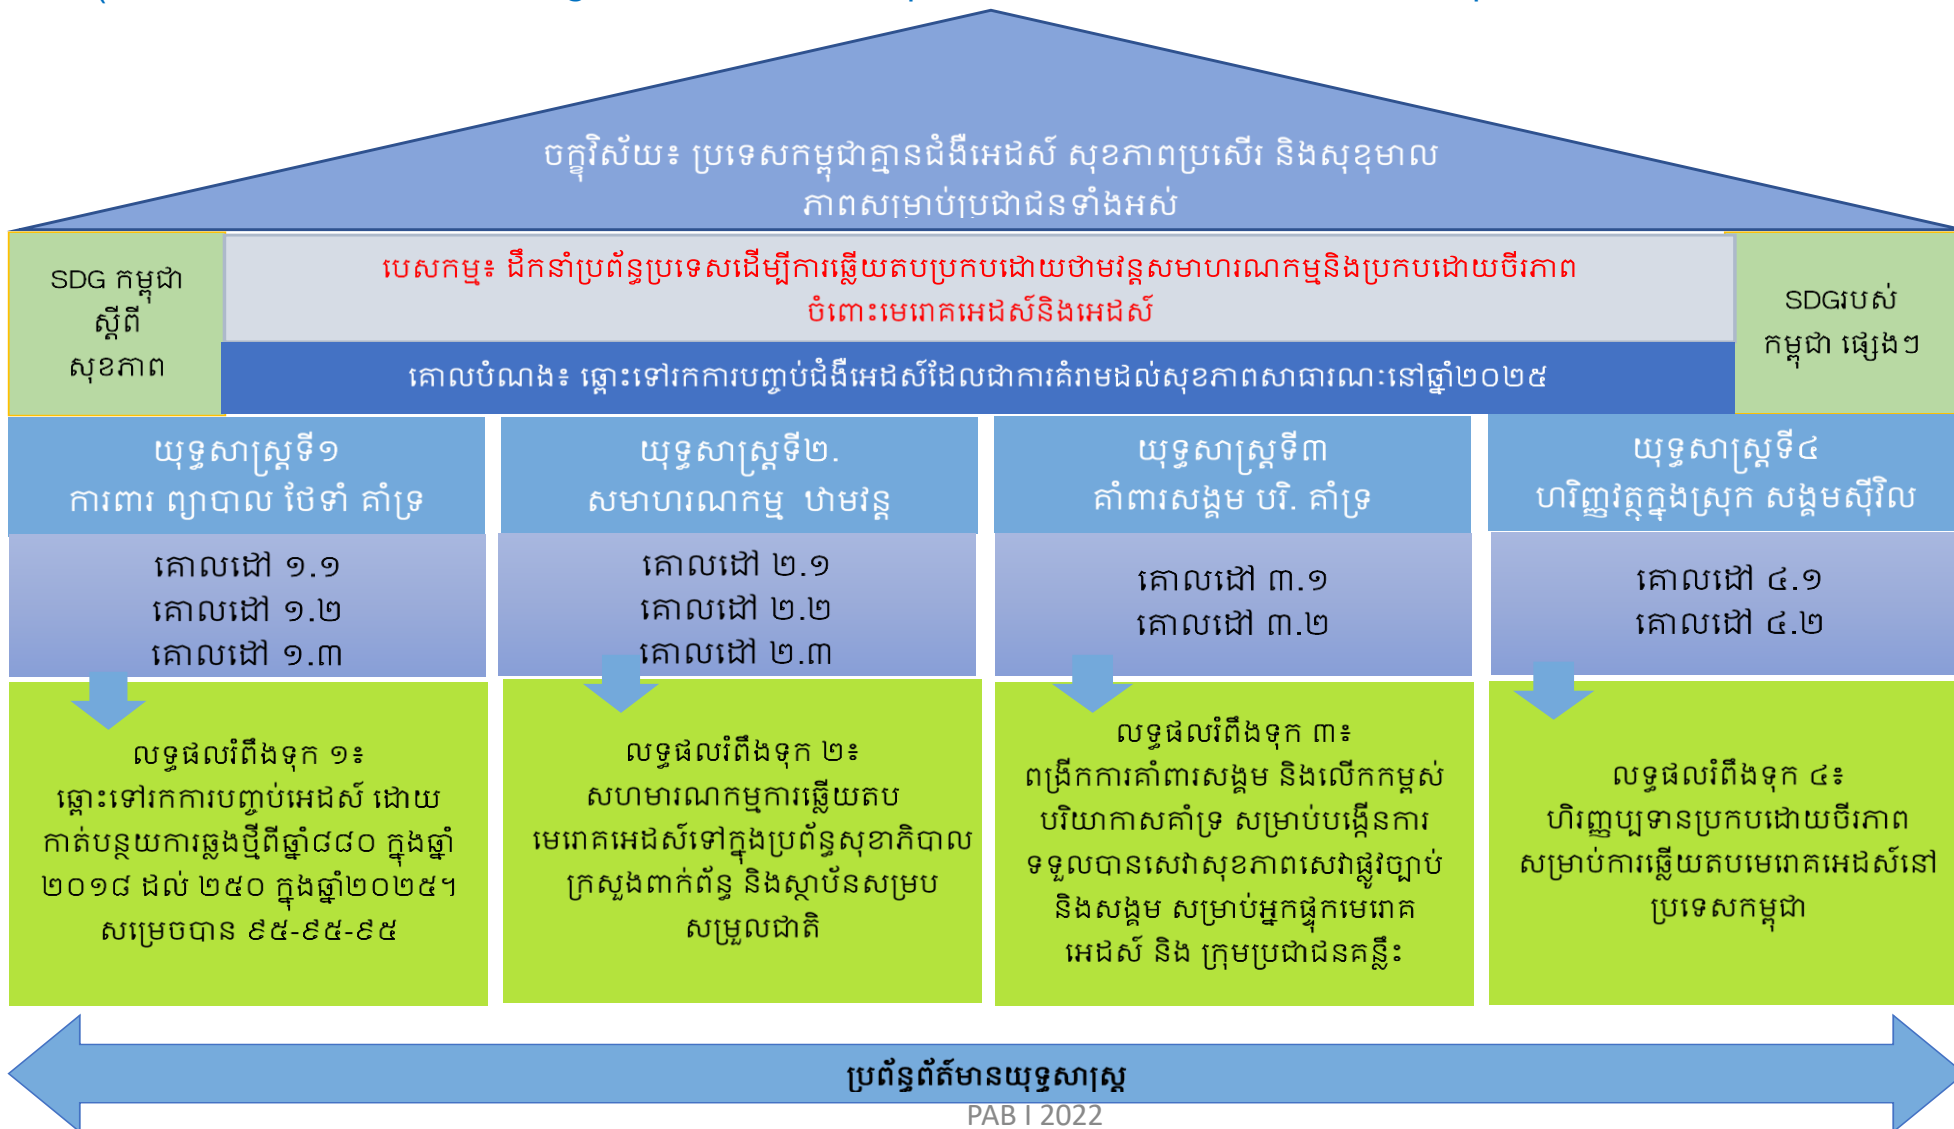 ចក្ខុវិស័យ៖ ប្រទេសកម្ពុជាគ្មានជំងឺអេដស៍ សុខភាពប្រសើរ និងសុខុមាល
ភាពសម្រាប់ប្រជាជនទាំងអស់
SDG កម្ពុជា
ស្តីពី
សុខភាព
បេសកម្ម៖ ដឹកនាំប្រព័ន្ធប្រទេសដើម្បីការឆ្លើយតបប្រកបដោយថាមវន្តសមាហរណកម្មនិងប្រកបដោយចីរភាព
ចំពោះមេរោគអេដស៍និងអេដស៍
SDGរបស់
កម្ពុជា ផ្សេងៗ
គោលបំណង៖ ឆ្ពោះទៅរកការបញ្ចប់ជំងឺអេដស៍ដែលជាការគំរាមដល់សុខភាពសាធារណៈនៅឆ្នាំ២០២៥
យុទ្ធសាស្ត្រទី១
ការពារ ព្យាបាល ថែទាំ គាំទ្រ
គោលដៅ ១.១
គោលដៅ ១.២
គោលដៅ ១.៣
លទ្ធផលរំពឹងទុក ១៖
ឆ្ពោះទៅរកការបញ្ចប់អេដស៍ ដោយ
កាត់បន្ថយការឆ្លងថ្មីពីឆ្នាំ៨៨០ ក្នុងឆ្នាំ
២០១៨ ដល់ ២៥០ ក្នុងឆ្នាំ២០២៥។
សម្រេចបាន ៩៥-៩៥-៩៥
យុទ្ធសាស្ត្រទី២.
សមាហរណកម្ម ឋាមវន្ត
គោលដៅ ២.១
គោលដៅ ២.២
គោលដៅ ២.៣
លទ្ធផលរំពឹងទុក ២៖
សហមារណកម្មការឆ្លើយតប
មេរោគអេដស៍ទៅក្នុងប្រព័ន្ធសុខាភិបាល
ក្រសួងពាក់ព័ន្ធ និងស្ថាប័នសម្រប
សម្រួលជាតិ
យុទ្ធសាស្ត្រទី៣
គាំពារសង្គម បរិ. គាំទ្រ
គោលដៅ ៣.១
គោលដៅ ៣.២
លទ្ធផលរំពឹងទុក ៣៖
ពង្រីកការគាំពារសង្គម និងលើកកម្ពស់
បរិយាកាសគាំទ្រ សម្រាប់បង្កើនការ
ទទួលបានសេវាសុខភាពសេវាផ្លូវច្បាប់
និងសង្គម សម្រាប់អ្នកផ្ទុកមេរោគ
អេដស៍ និង ក្រុមប្រជាជនគន្លឹះ
យុទ្ធសាស្ត្រទី៤
ហរិញ្ញវត្ថុក្នុងស្រុក សង្គមស៊ីវិល
គោលដៅ ៤.១
គោលដៅ ៤.២
លទ្ធផលរំពឹងទុក ៤៖
ហិរញ្ញប្បទានប្រកបដោយចីរភាព
សម្រាប់ការឆ្លើយតបមេរោគអេដស៍នៅ
ប្រទេសកម្ពុជា
ប្រព័ន្ធព័ត៍មានយុទ្ធសាស្ត្រ
PAB I 2022